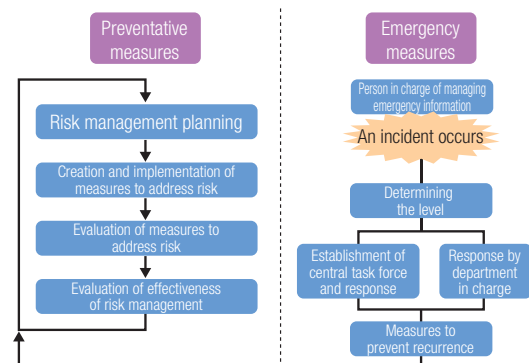 Preventative
measures
Risk management planning
Creation and implementation of
measures to address risk
Evaluation of measures to
address risk
Evaluation of effectiveness
of risk management
Emergency
measures
Person in charge of managing
emergency information
An incident occurs
Determining
the level
Establishment of
central task force
and response
Response by
department
in charge
Measures to
prevent recurrence